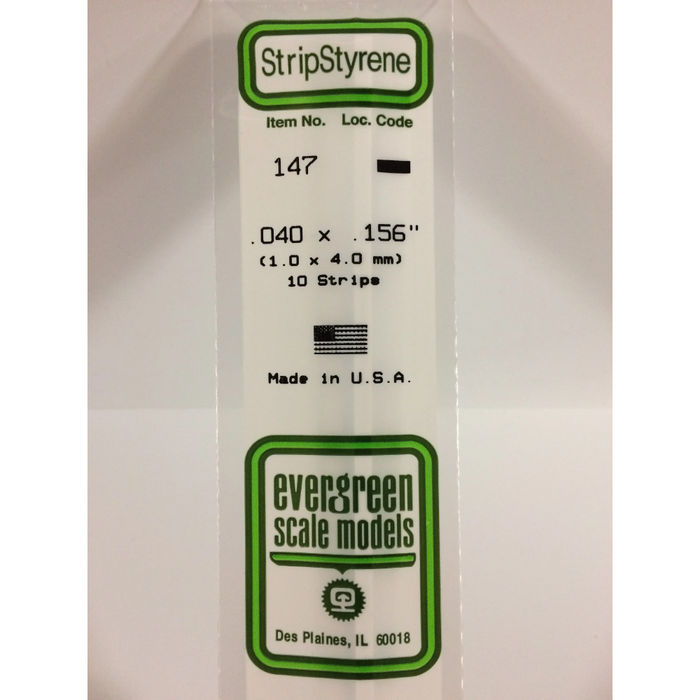 StripStyrene
Item No. Loc. Code
147
.040 x .156"
(1.0 x 4.0 mm)
10 Strips
Made in U.S.A.
evergreen
scale models
Des Plaines, IL 60018